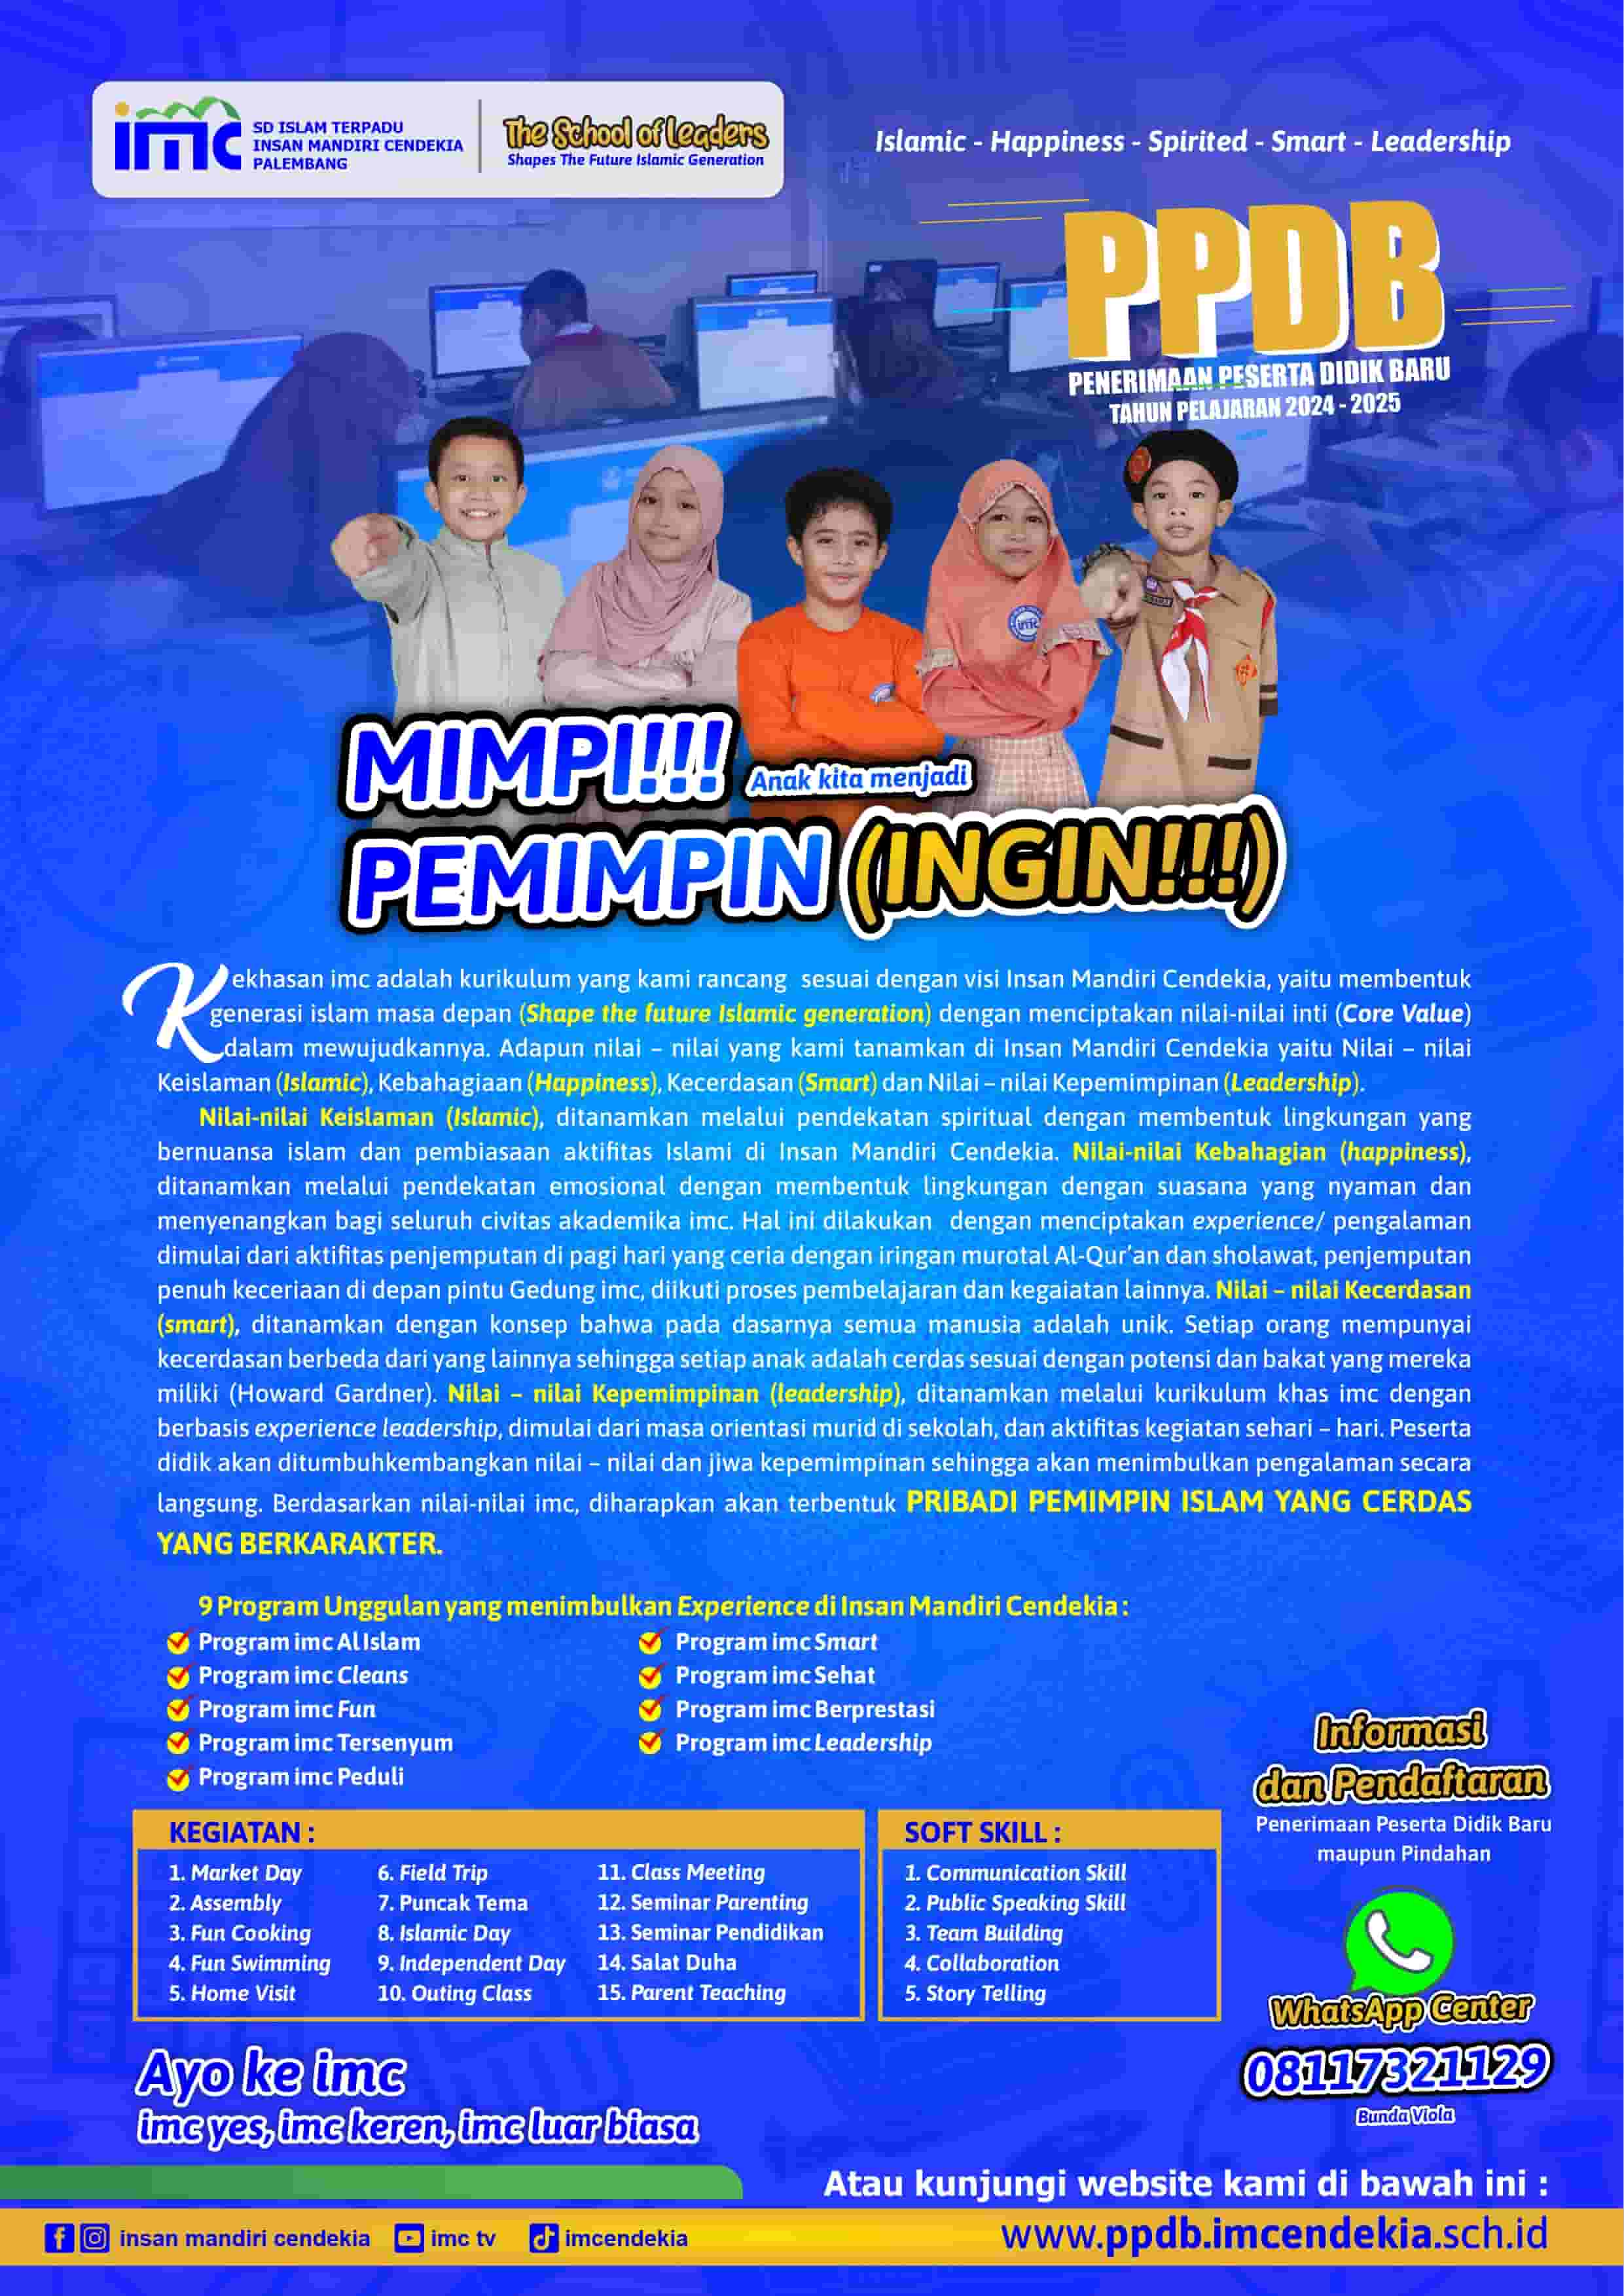 imc
SD ISLAM TERPADU
INSAN MANDIRI CENDEKIA
PALEMBANG
The School of Leaders
Shapes The Future Islamic Generation
Islamic - Happiness - Spirited - Smart - Leadership
PPDB
PENERIMAAN PESERTA DIDIK BARU
TAHUN PELAJARAN 2024 - 2025
imc
MIMPI!!! Anak kita menjadi
PEMIMPIN (INGIN!!!)
Kekhasan imc adalah kurikulum yang kami rancang sesuai dengan visi Insan Mandiri Cendekia, yaitu membentuk
generasi islam masa depan (Shape the future Islamic generation) dengan menciptakan nilai-nilai inti (Core Value)
dalam mewujudkannya. Adapun nilai – nilai yang kami tanamkan di Insan Mandiri Cendekia yaitu Nilai – nilai
Keislaman (Islamic), Kebahagiaan (Happiness), Kecerdasan (Smart) dan Nilai – nilai Kepemimpinan (Leadership).
Nilai-nilai Keislaman (Islamic), ditanamkan melalui pendekatan spiritual dengan membentuk lingkungan yang
bernuansa islam dan pembiasaan aktifitas Islami di Insan Mandiri Cendekia. Nilai-nilai Kebahagian (happiness),
ditanamkan melalui pendekatan emosional dengan membentuk lingkungan dengan suasana yang nyaman dan
menyenangkan bagi seluruh civitas akademika imc. Hal ini dilakukan dengan menciptakan experience/ pengalaman
dimulai dari aktifitas penjemputan di pagi hari yang ceria dengan iringan murotal Al-Qur'an dan sholawat, penjemputan
penuh keceriaan di depan pintu Gedung imc, diikuti proses pembelajaran dan kegaiatan lainnya. Nilai – nilai Kecerdasan
(smart), ditanamkan dengan konsep bahwa pada dasarnya semua manusia adalah unik. Setiap orang mempunyai
kecerdasan berbeda dari yang lainnya sehingga setiap anak adalah cerdas sesuai dengan potensi dan bakat yang mereka
miliki (Howard Gardner). Nilai – nilai Kepemimpinan (leadership), ditanamkan melalui kurikulum khas imc dengan
berbasis experience leadership, dimulai dari masa orientasi murid di sekolah, dan aktifitas kegiatan sehari – hari. Peserta
didik akan ditumbuhkembangkan nilai – nilai dan jiwa kepemimpinan sehingga akan menimbulkan pengalaman secara
langsung. Berdasarkan nilai-nilai imc, diharapkan akan terbentuk PRIBADI PEMIMPIN ISLAM YANG CERDAS
YANG BERKARAKTER.
9 Program Unggulan yang menimbulkan Experience di Insan Mandiri Cendekia :
Program imc Al Islam
Program imc Cleans
Program imc Fun
Program imc Tersenyum
Program imc Peduli
Program imc Smart
Program imc Sehat
Program imc Berprestasi
Program imc Leadership
KEGIATAN :
1. Market Day
2. Assembly
3. Fun Cooking
4. Fun Swimming
5. Home Visit
6. Field Trip
7. Puncak Tema
8. Islamic Day
9. Independent Day
10. Outing Class
11. Class Meeting
12. Seminar Parenting
13. Seminar Pendidikan
14. Salat Duha
15. Parent Teaching
SOFT SKILL :
1. Communication Skill
2. Public Speaking Skill
3. Team Building
4. Collaboration
5. Story Telling
Informasi
dan Pendaftaran
Penerimaan Peserta Didik Baru
maupun Pindahan
WhatsApp Center
08117321129
Bunda Viola
Ayo ke imc
imc yes, imc keren, imc luar biasa
Atau kunjungi website kami di bawah ini :
insan mandiri cendekia imc tv imcendekia
www.ppdb.imcendekia.sch.id